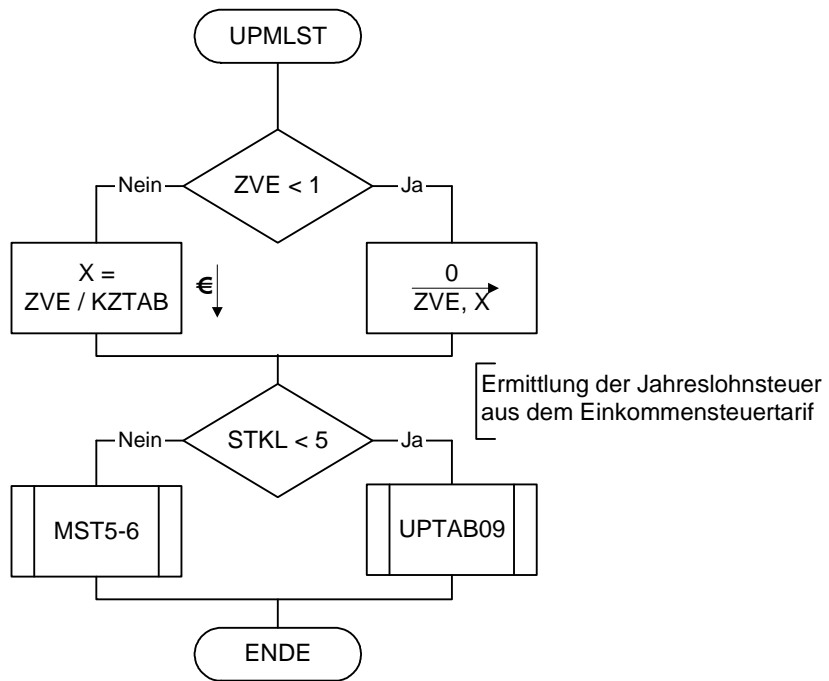 UPMLST
ZVE < 1
Nein
Ja
X =
ZVE / KZTAB
€
0
ZVE, X
Ermittlung der Jahreslohnsteuer
aus dem Einkommensteuertarif
STKL < 5
Nein
Ja
MST5-6
UPTAB09
ENDE